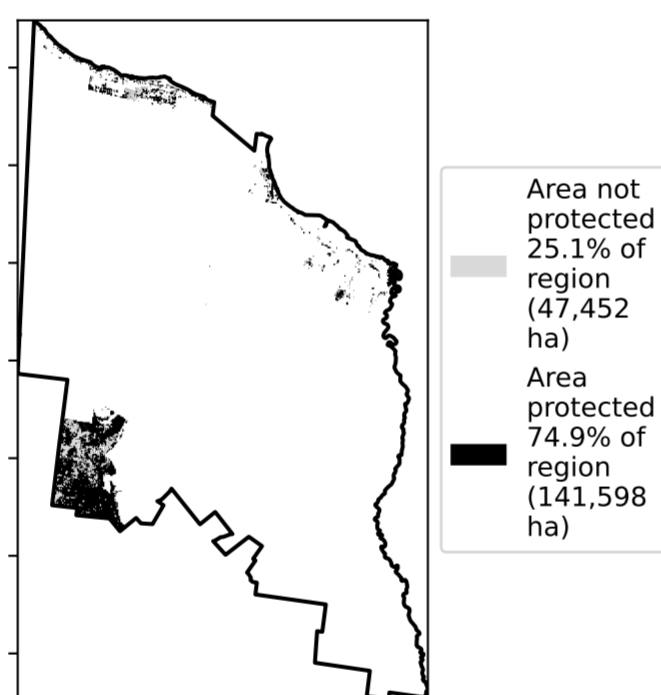 Area not
protected
25.1% of
region
(47,452
ha)
Area
protected
74.9% of
region
(141,598
ha)